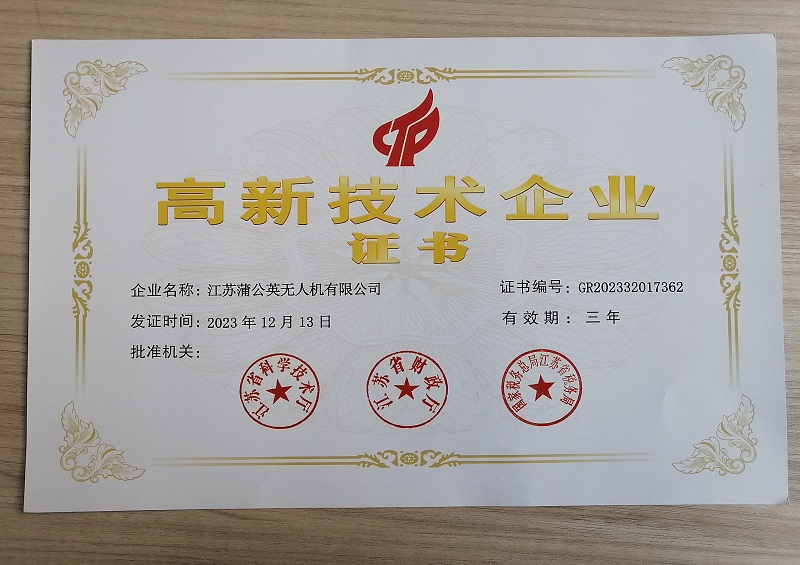 高新技术企业
证书
企业名称：江苏蒲公英无人机有限公司
证书编号：GR202332017362
发证时间：2023 年 12 月 13 日
有效期：三年
批准机关：
江苏省科学技术厅
江苏省财政厅
国家税务总局江苏省税务局